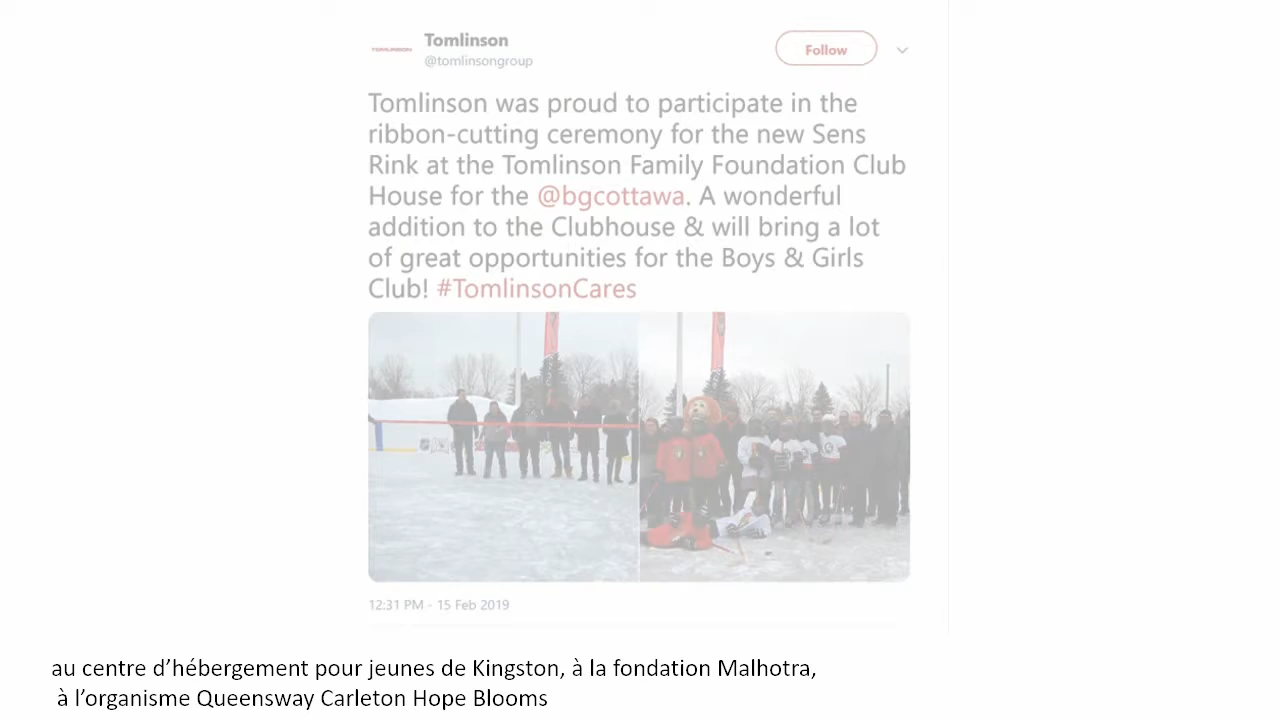 Tomlinson
TOMLINSON
@tomlinsongroup
Follow
Tomlinson was proud to participate in the
ribbon-cutting ceremony for the new Sens
Rink at the Tomlinson Family Foundation Club
House for the @bgcottawa. A wonderful
addition to the Clubhouse & will bring a lot
of great opportunities for the Boys & Girls
Club! #TomlinsonCares
12:31 PM - 15 Feb 2019
au centre d’hébergement pour jeunes de Kingston, à la fondation Malhotra,
à l’organisme Queensway Carleton Hope Blooms